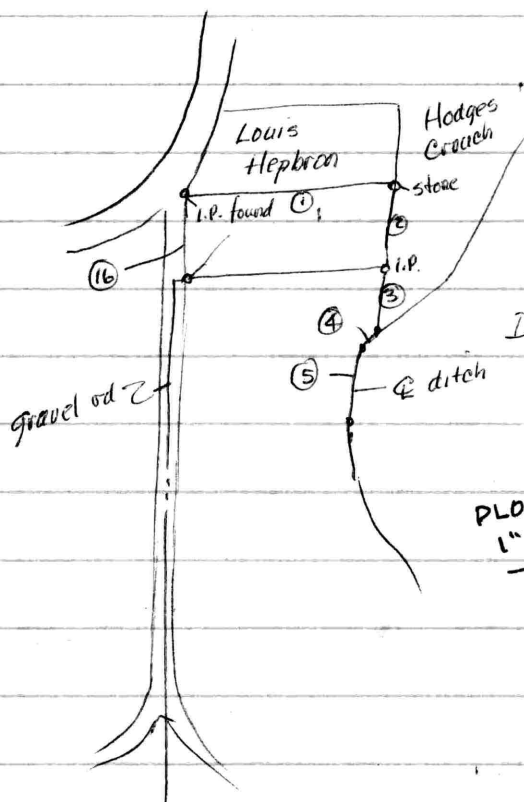 Louis
Hepbron
Hodges
Crouch
stone
i.p. found ①
②
⑯
i.p.
③
④
⑤
℄ ditch
gravel rd
PLO
1"